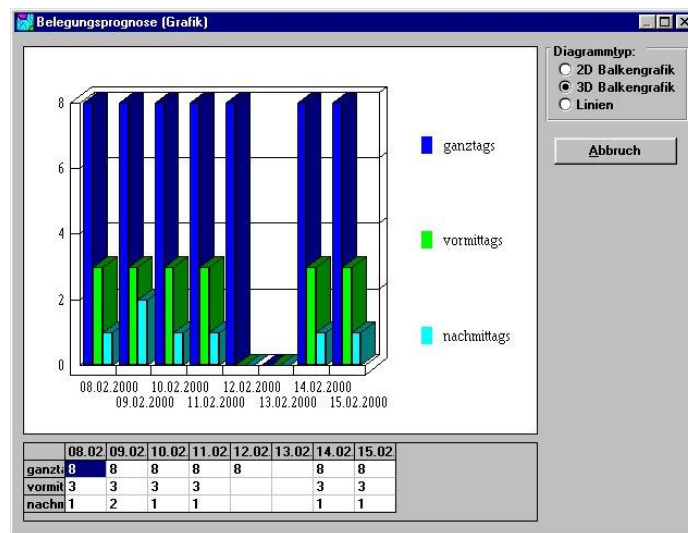 Belegungsprognose (Grafik)
Diagrammtyp:
2D Balkengrafik
3D Balkengrafik
Linien
Abbruch
8
6
4
2
0
ganztags
vormittags
nachmittags
08.02.2000 10.02.2000 12.02.2000 14.02.2000
09.02.2000 11.02.2000 13.02.2000 15.02.2000
08.02 09.02. 10.02 11.02 12.02. 13.02 14.02 15.02.
ganzta 8 8 8 8 8 8 8
vormit 3 3 3 3 3 3
nachm 1 2 1 1 1 1